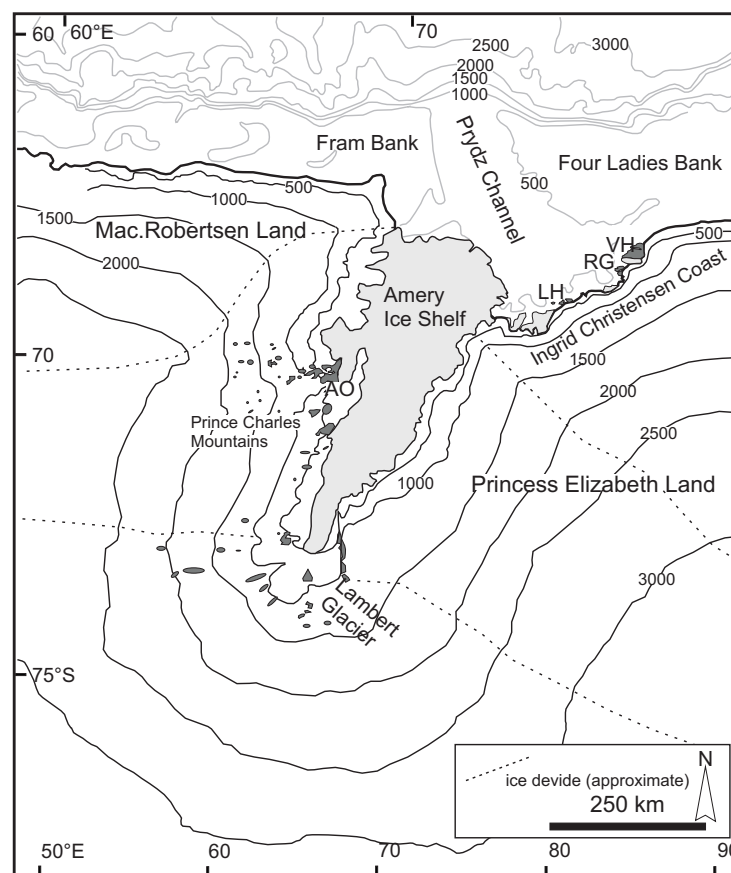 60
60°E
70
2500
3000
2000
1500
1000
Fram Bank
Prydz Channel
Four Ladies Bank
500
500
1000
1500
Mac.Robertsen Land
2000
VH
RG
500
LH
Amery
Ice Shelf
Ingrid Christensen Coast
70
1500
AO
2000
Prince Charles
Mountains
2500
1000
Princess Elizabeth Land
3000
Lambert
Glacier
75°S
N
ice devide (approximate)
250 km
50°E
60
70
80
90